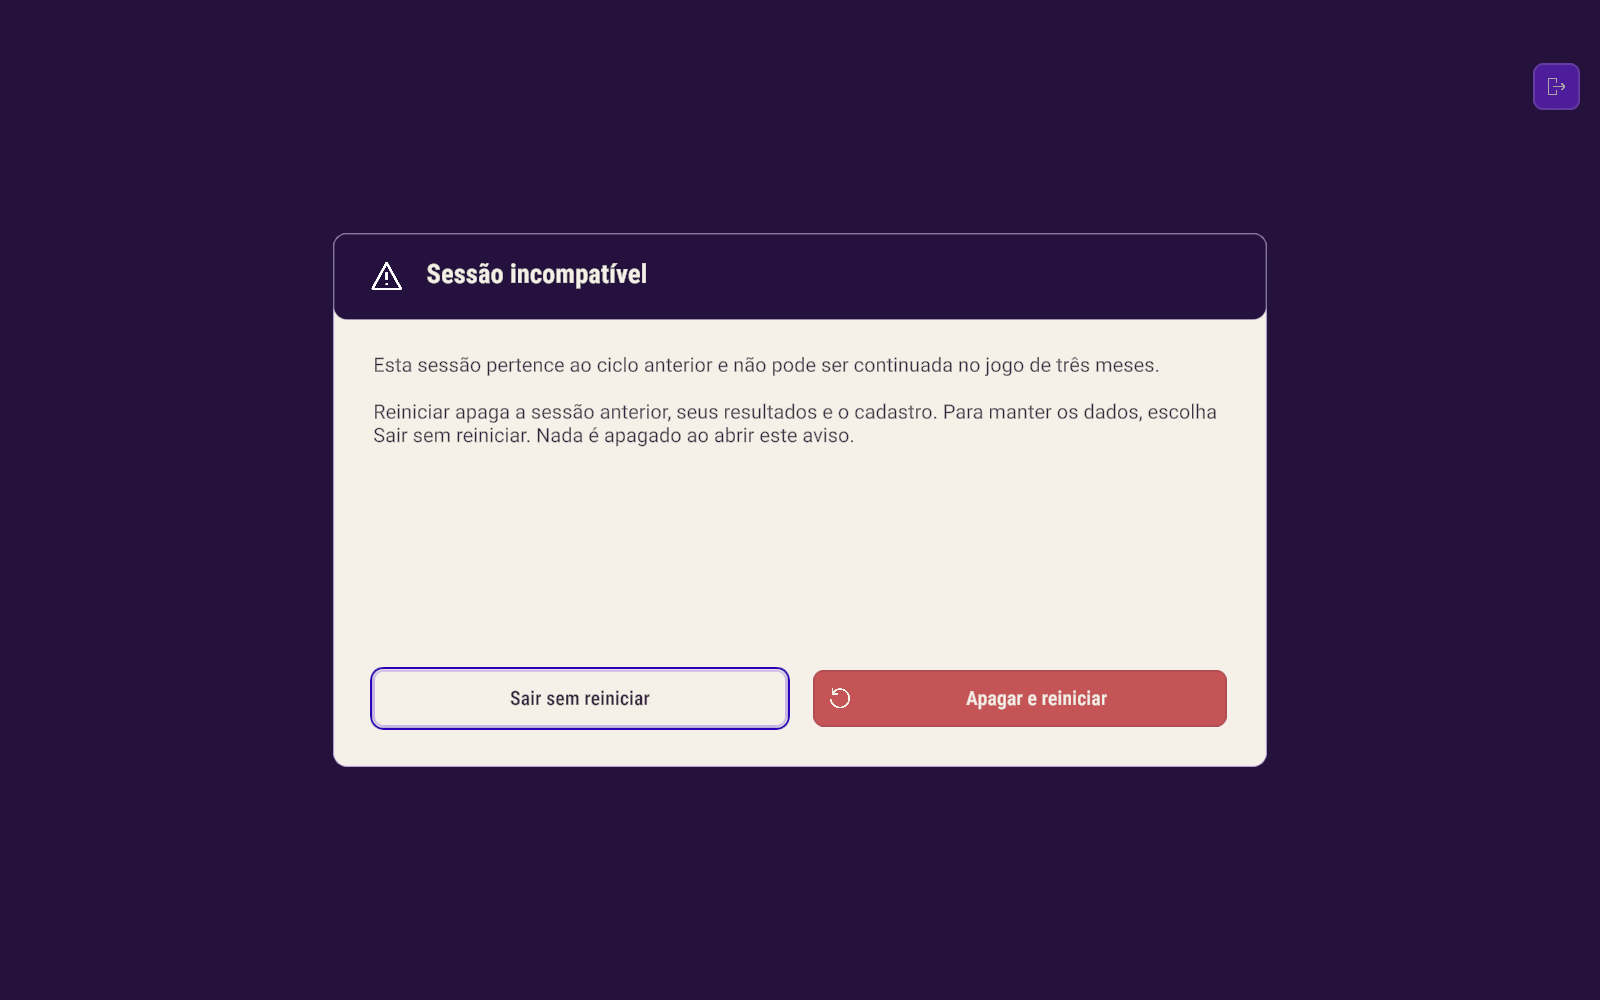 Sessão incompatível
Esta sessão pertence ao ciclo anterior e não pode ser continuada no jogo de três meses.
Reiniciar apaga a sessão anterior, seus resultados e o cadastro. Para manter os dados, escolha
Sair sem reiniciar. Nada é apagado ao abrir este aviso.
Sair sem reiniciar
Apagar e reiniciar